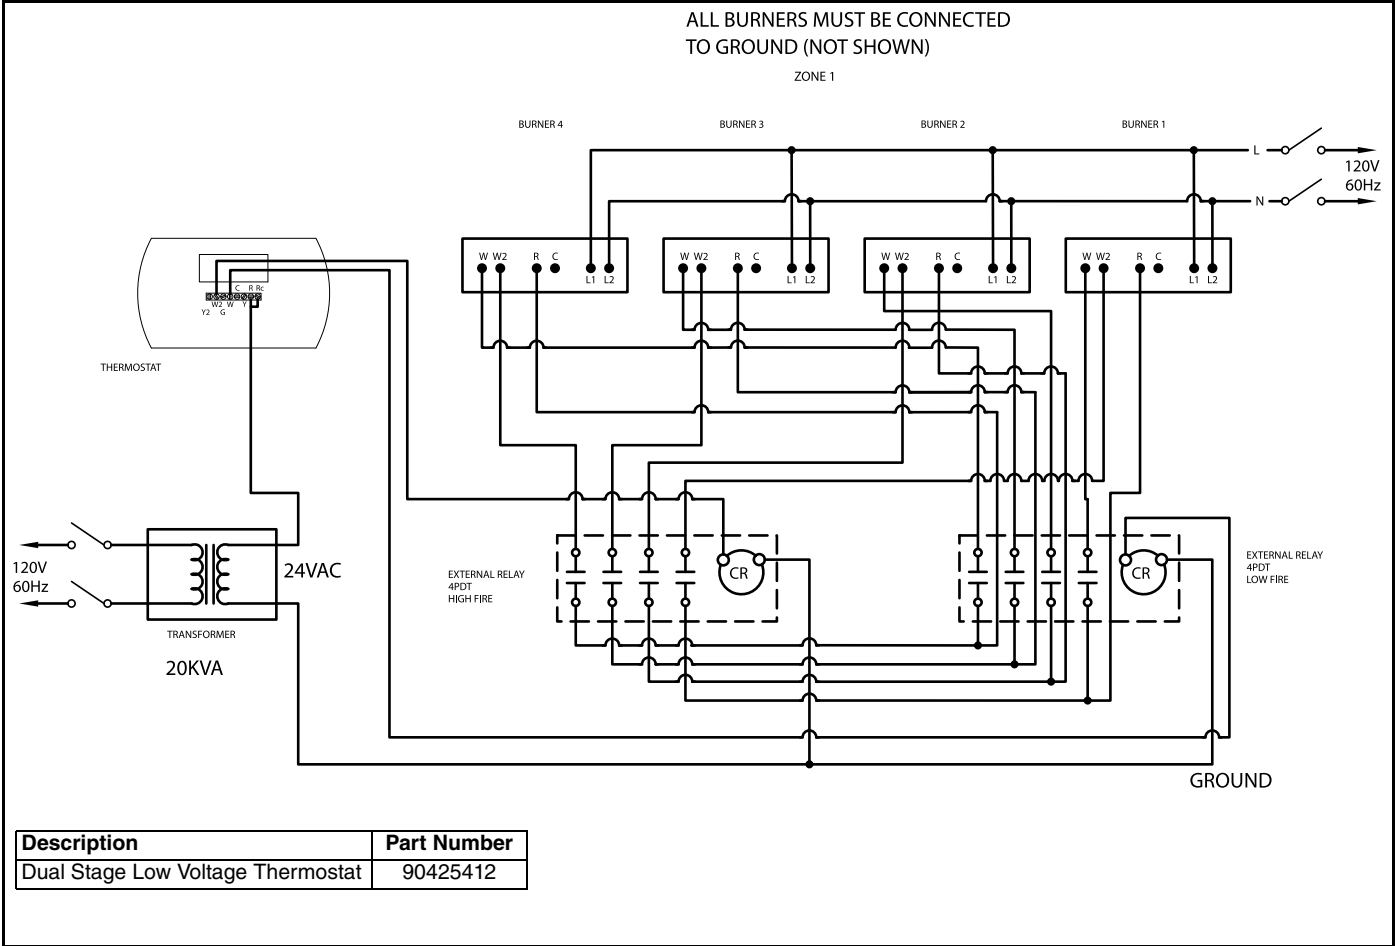 ALL BURNERS MUST BE CONNECTED
TO GROUND (NOT SHOWN)
ZONE 1
BURNER 4
BURNER 3
BURNER 2
BURNER 1
L
120V
60Hz
N
W W2 R C
L1 L2
W W2 R C
L1 L2
W W2 R C
L1 L2
W W2 R C
L1 L2
C R Rc
W2 W Y
Y2 G
THERMOSTAT
120V
60Hz
24VAC
TRANSFORMER
20KVA
EXTERNAL RELAY
4PDT
HIGH FIRE
CR
CR
EXTERNAL RELAY
4PDT
LOW FIRE
GROUND
Description Part Number
Dual Stage Low Voltage Thermostat 90425412